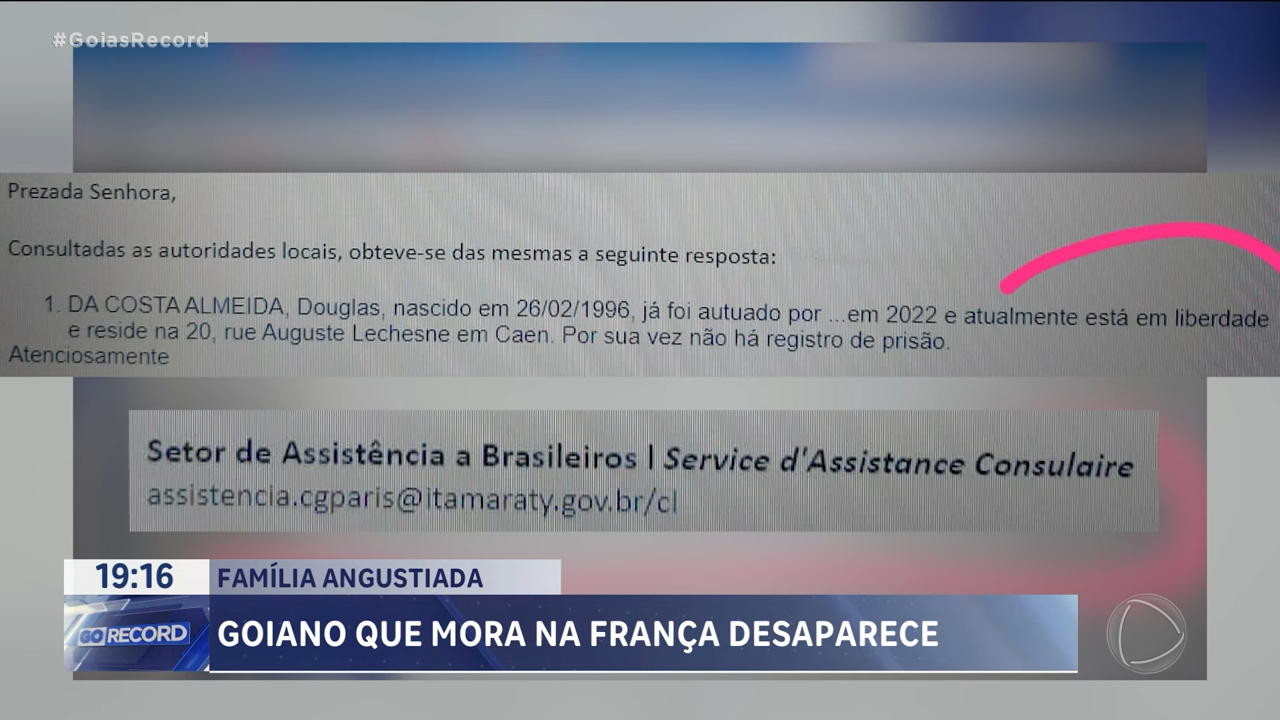 #GoiasRecord
Prezada Senhora,
Consultadas as autoridades locais, obteve-se das mesmas a seguinte resposta:
1. DA COSTA ALMEIDA, Douglas, nascido em 26/02/1996, já foi autuado por ...em 2022 e atualmente está em liberdade
e reside na 20, rue Auguste Lechesne em Caen. Por sua vez não há registro de prisão.
Atenciosamente
Setor de Assistência a Brasileiros | Service d'Assistance Consulaire
assistencia.cgparis@itamaraty.gov.br/cl
19:16 FAMÍLIA ANGUSTIADA
GO RECORD GOIANO QUE MORA NA FRANÇA DESAPARECE